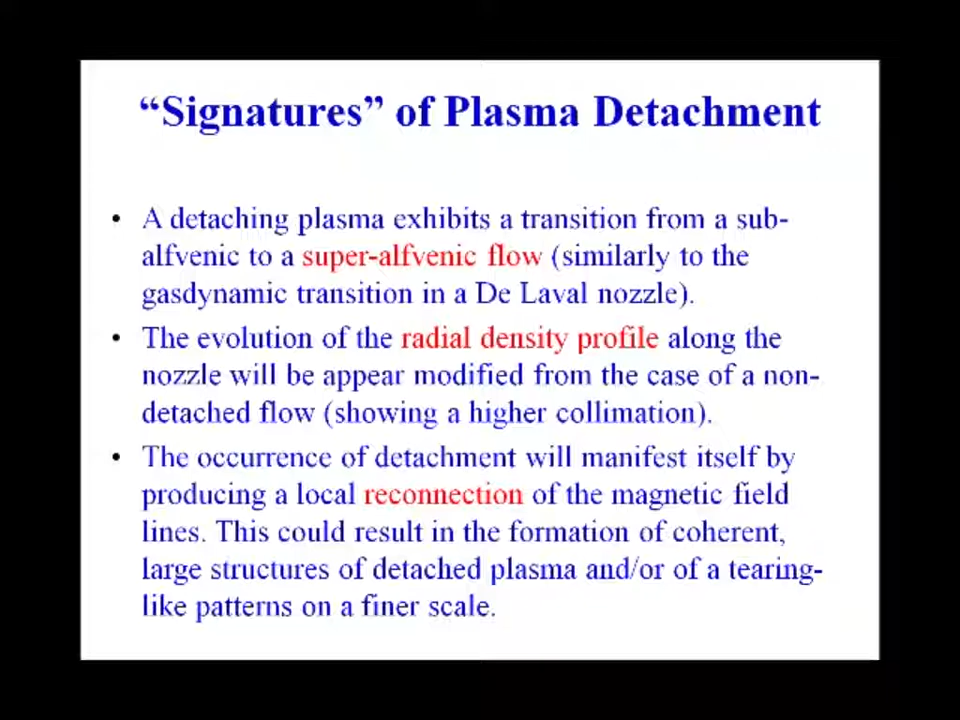 “Signatures” of Plasma Detachment
• A detaching plasma exhibits a transition from a sub-
alfvenic to a super-alfvenic flow (similarly to the
gasdynamic transition in a De Laval nozzle).
• The evolution of the radial density profile along the
nozzle will be appear modified from the case of a non-
detached flow (showing a higher collimation).
• The occurrence of detachment will manifest itself by
producing a local reconnection of the magnetic field
lines. This could result in the formation of coherent,
large structures of detached plasma and/or of a tearing-
like patterns on a finer scale.